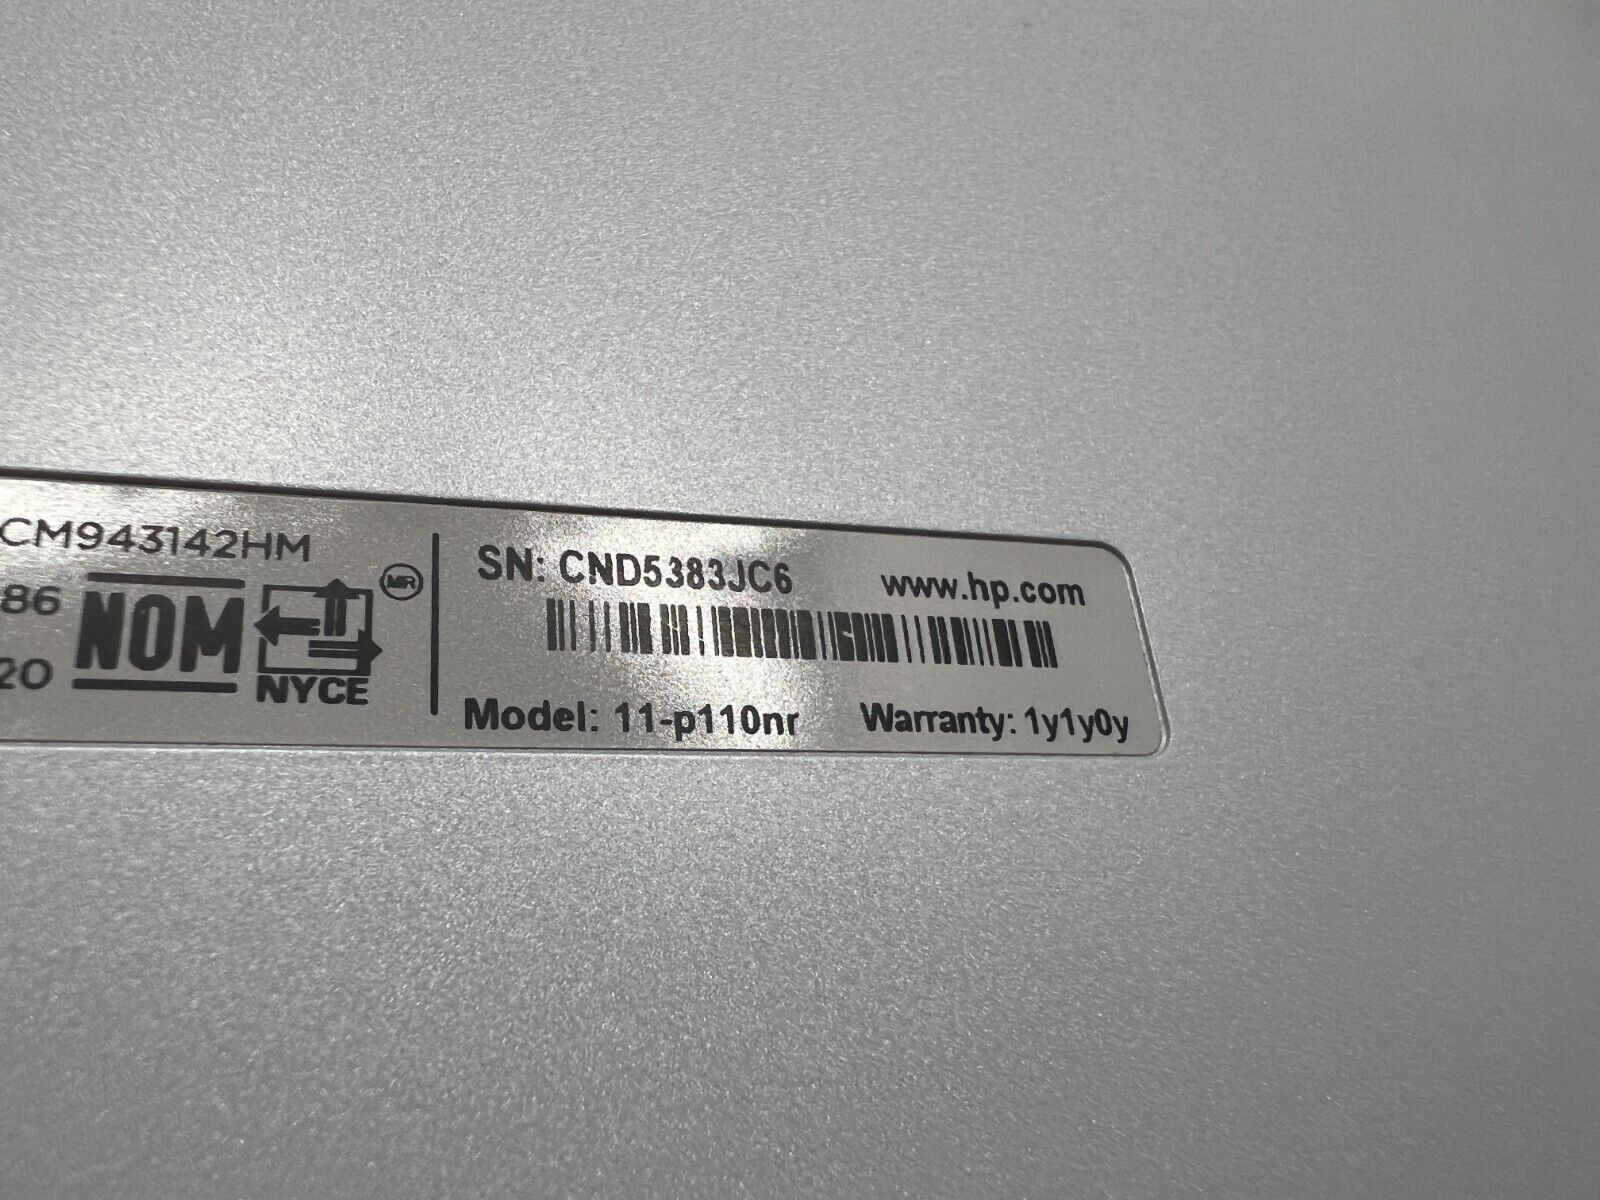 CM943142HM
86
20
NOM
NYCE
MR
SN: CND5383JC6
www.hp.com
Model: 11-p110nr
Warranty: 1y1y0y